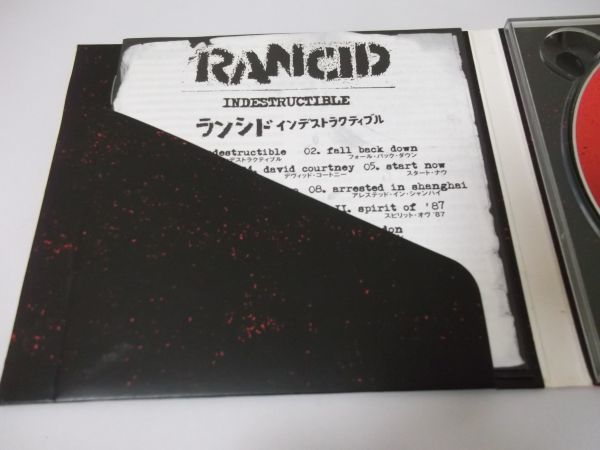 RANCID
INDESTRUCTIBLE
ランシド インデストラクティブル
destructible 02. fall back down
デストラクティブル フォール・バック・ダウン
david courtney 05. start now
デヴィッド・コートニー スタート・ナウ
08. arrested in shanghai
アレステッド・イン・シャンハイ
11. spirit of '87
スピリット・オヴ '87